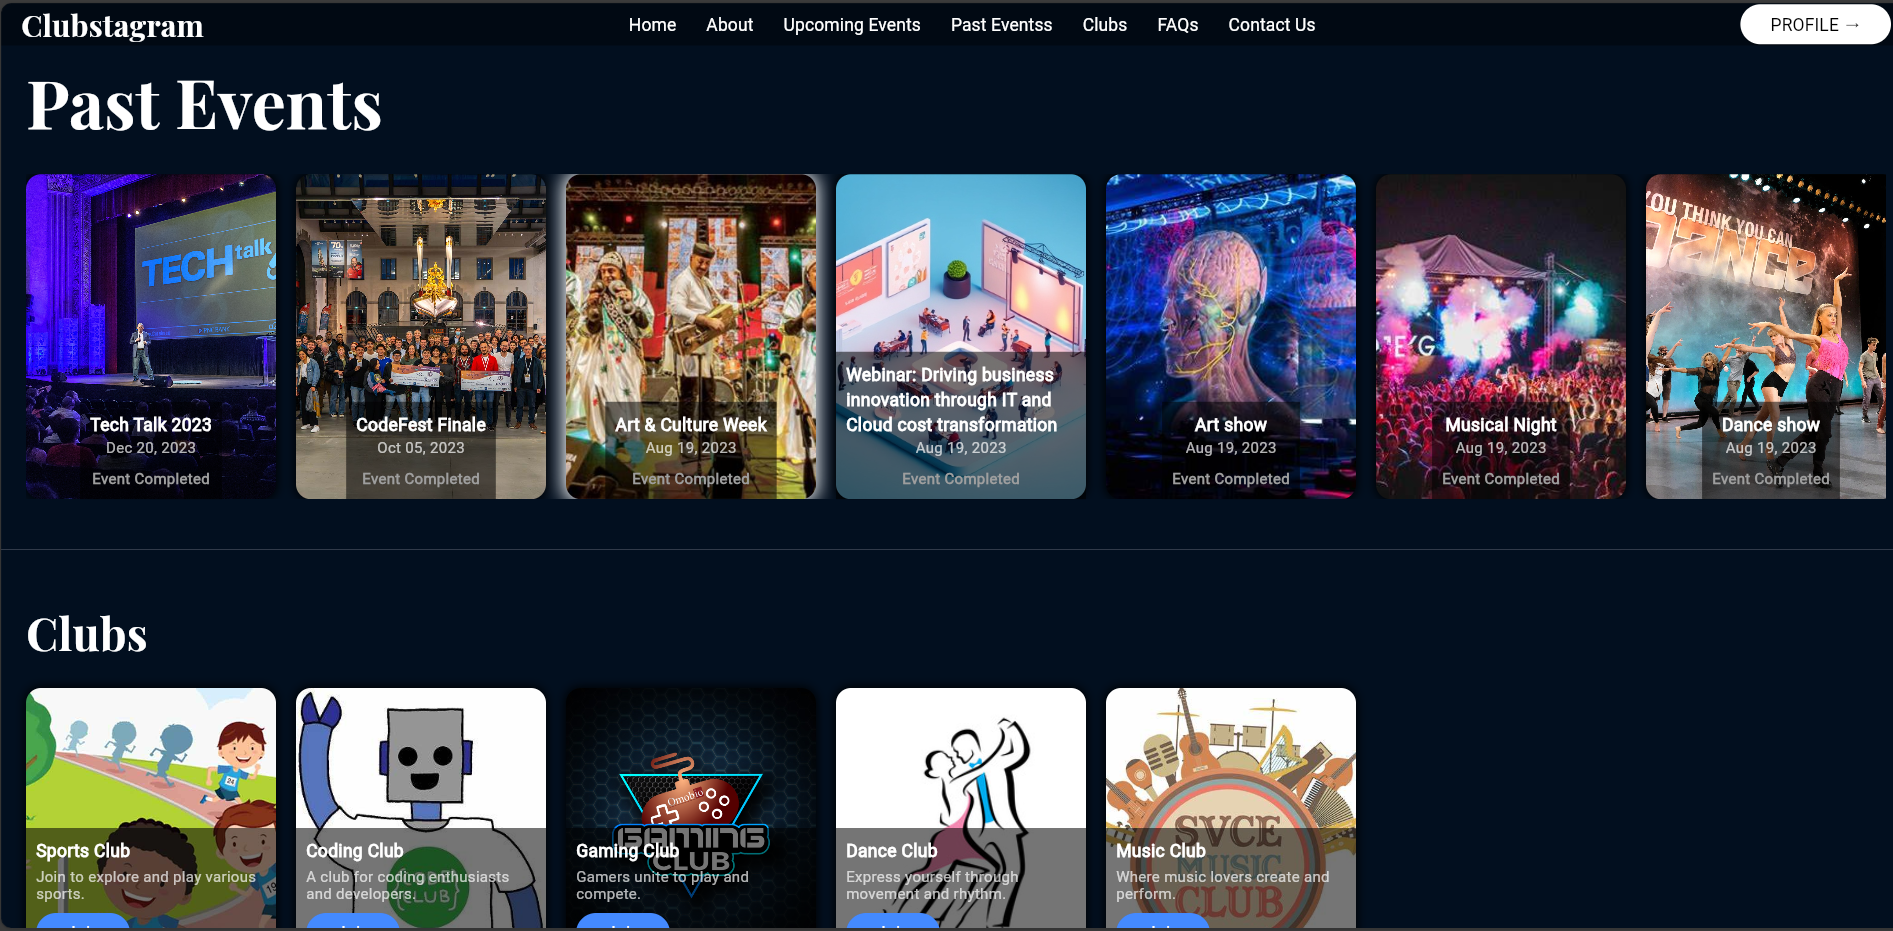 Clubstagram
Home About Upcoming Events Past Eventss Clubs FAQs Contact Us
PROFILE →
Past Events
TECH talk
Tech Talk 2023
Dec 20, 2023
Event Completed
CodeFest Finale
Oct 05, 2023
Event Completed
Art & Culture Week
Aug 19, 2023
Event Completed
Webinar: Driving business
innovation through IT and
Cloud cost transformation
Aug 19, 2023
Event Completed
Art show
Aug 19, 2023
Event Completed
Musical Night
Aug 19, 2023
Event Completed
YOU THINK YOU CAN
DANCE
Dance show
Aug 19, 2023
Event Completed
Clubs
24
19
Sports Club
Join to explore and play various
sports.
CODE
CLUB
Coding Club
A club for coding enthusiasts
and developers.
Omobio
GAMING
CLUB
Gaming Club
Gamers unite to play and
compete.
Dance Club
Express yourself through
movement and rhythm.
SVCE
MUSIC
CLUB
Music Club
Where music lovers create and
perform.